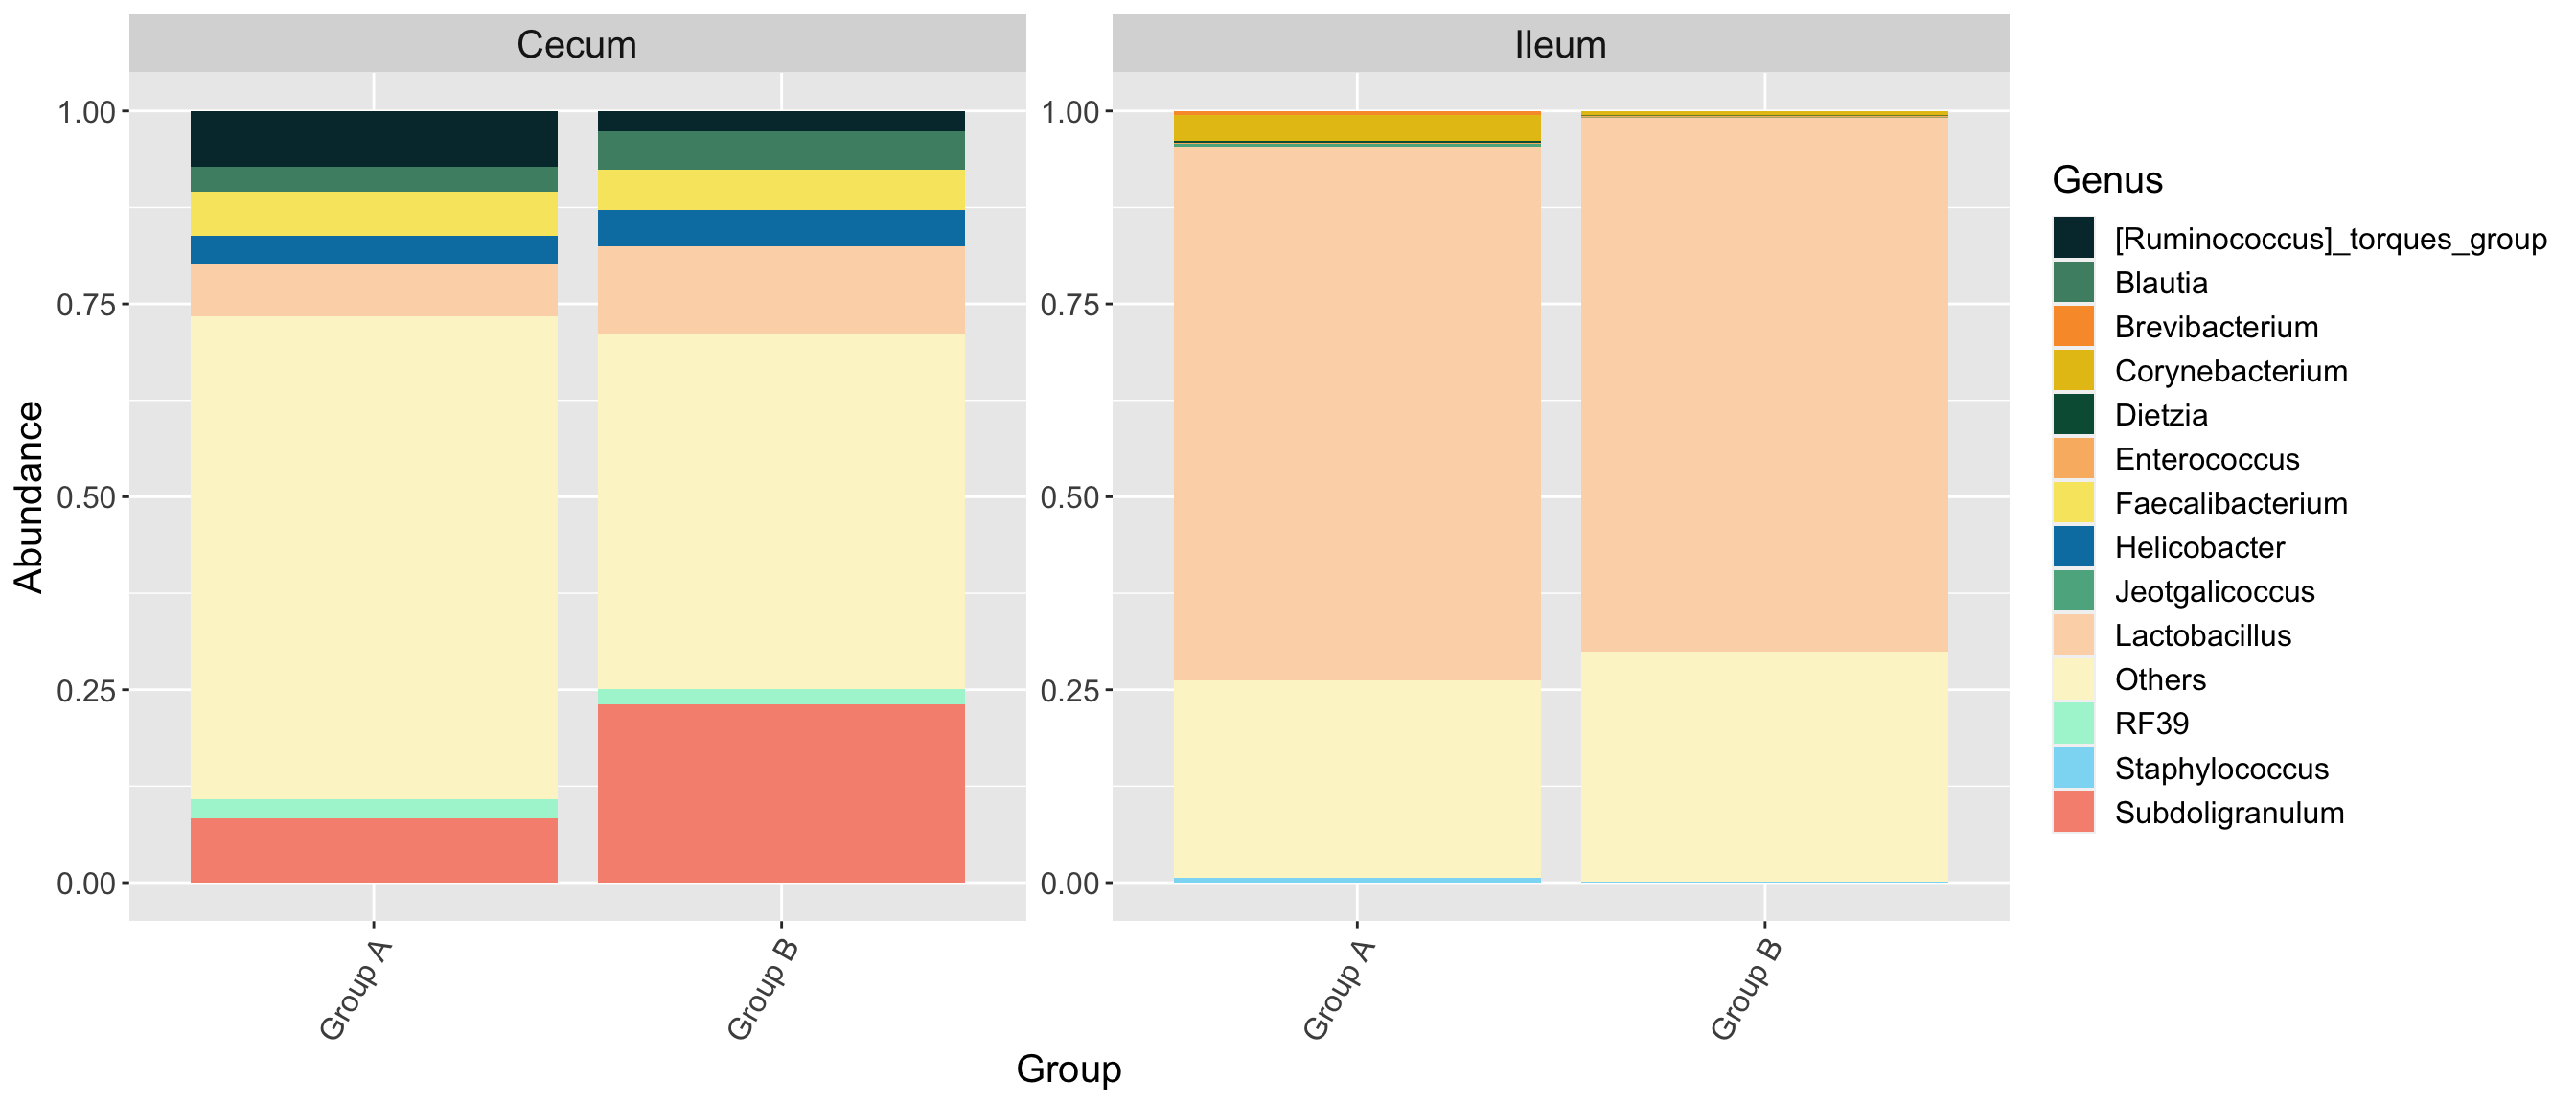 Cecum
Ileum
Abundance
1.00
0.75
0.50
0.25
0.00
1.00
0.75
0.50
0.25
0.00
Group A
Group B
Group A
Group B
Group
Genus
[Ruminococcus]_torques_group
Blautia
Brevibacterium
Corynebacterium
Dietzia
Enterococcus
Faecalibacterium
Helicobacter
Jeotgalicoccus
Lactobacillus
Others
RF39
Staphylococcus
Subdoligranulum